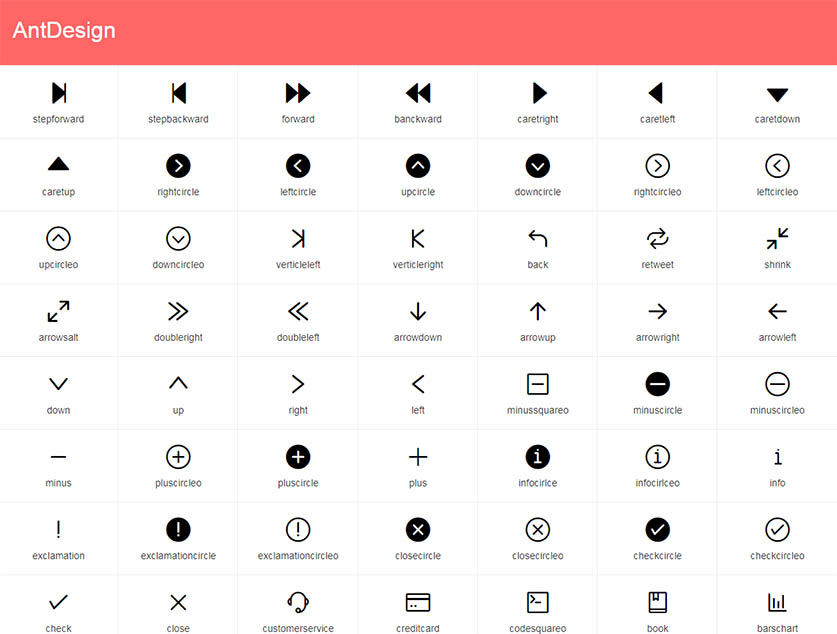 AntDesign
stepforward stepbackward forward banckward caretright caretleft caretdown
caretup rightcircle leftcircle upcircle downcircle rightcircleo leftcircleo
upcircleo downcircleo verticleleft verticleright back retweet shrink
arrowsalt doubleright doubleleft arrowdown arrowup arrowright arrowleft
down up right left minussquareo minuscircle minuscircleo
minus pluscircleo pluscircle plus infocirlce infocirlceo info
exclamation exclamationcircle exclamationcircleo closecircle closecircleo checkcircle checkcircleo
check close customerservice creditcard codesquareo book barschart